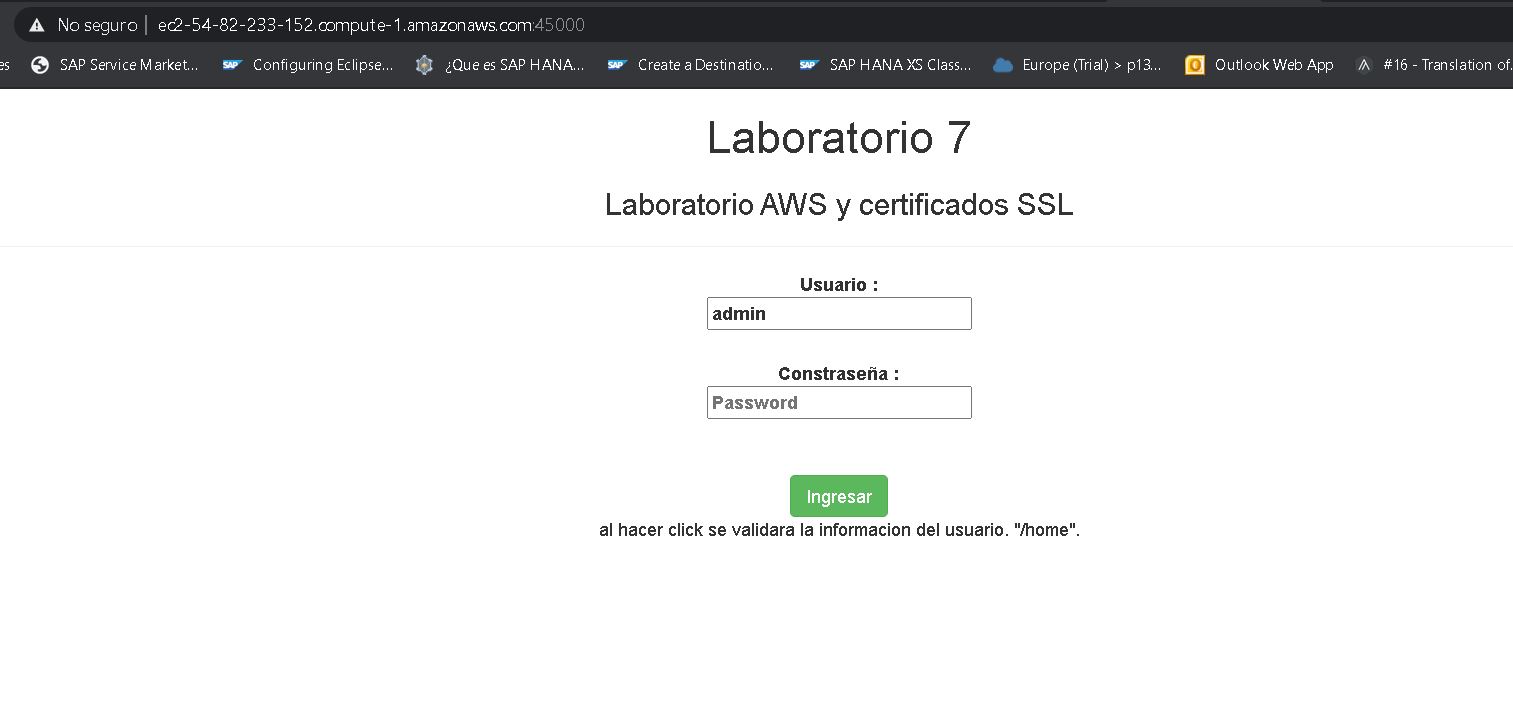 No seguro | ec2-54-82-233-152.compute-1.amazonaws.com:45000
es SAP Service Market... SAP Configuring Eclipse... ¿Que es SAP HANA... SAP Create a Destinatio... SAP SAP HANA XS Class... Europe (Trial) > p13... Outlook Web App #16 - Translation of.
Laboratorio 7
Laboratorio AWS y certificados SSL
Usuario :
admin
Constraseña :
Password
Ingresar
al hacer click se validara la informacion del usuario. "/home".